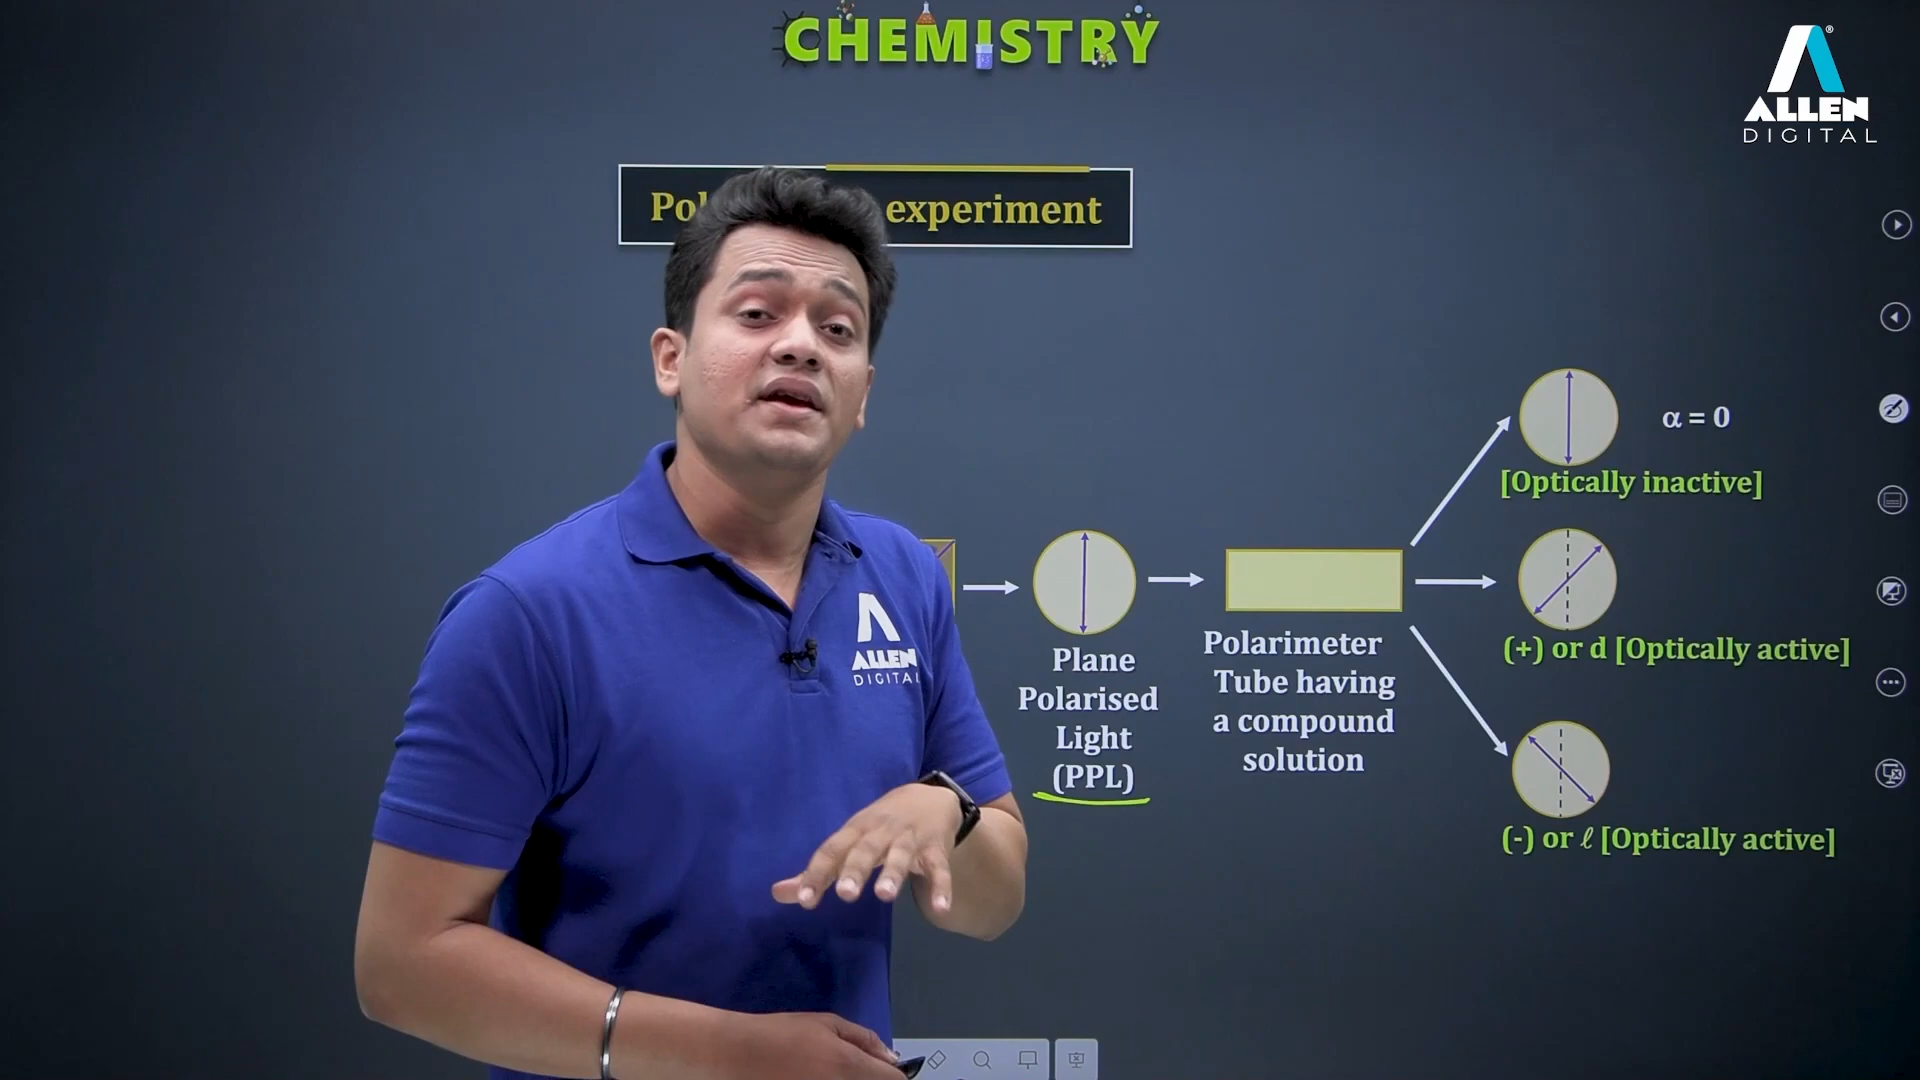 CHEMISTRY
ALLEN
DIGITAL
experiment
α = 0
[Optically inactive]
(+) or d [Optically active]
(-) or ℓ [Optically active]
Plane
Polarised
Light
(PPL)
Polarimeter
Tube having
a compound
solution
ALLEN
DIGITAL